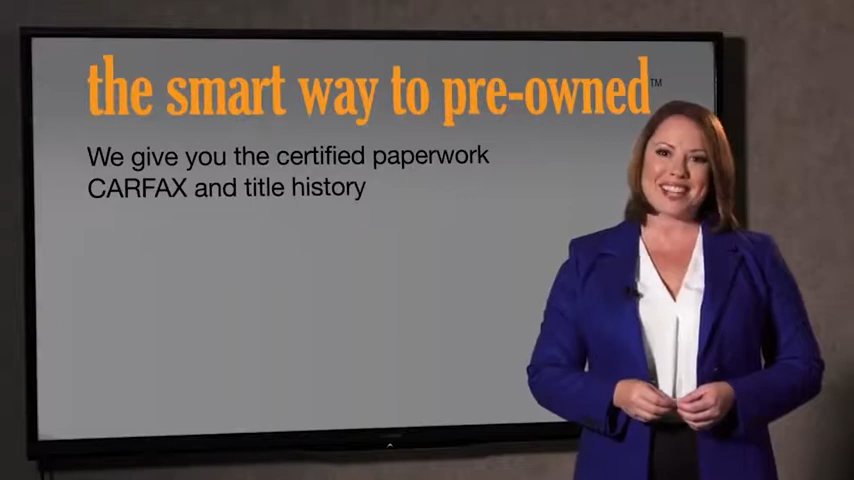 the smart way to pre-owned™
We give you the certified paperwork
CARFAX and title history